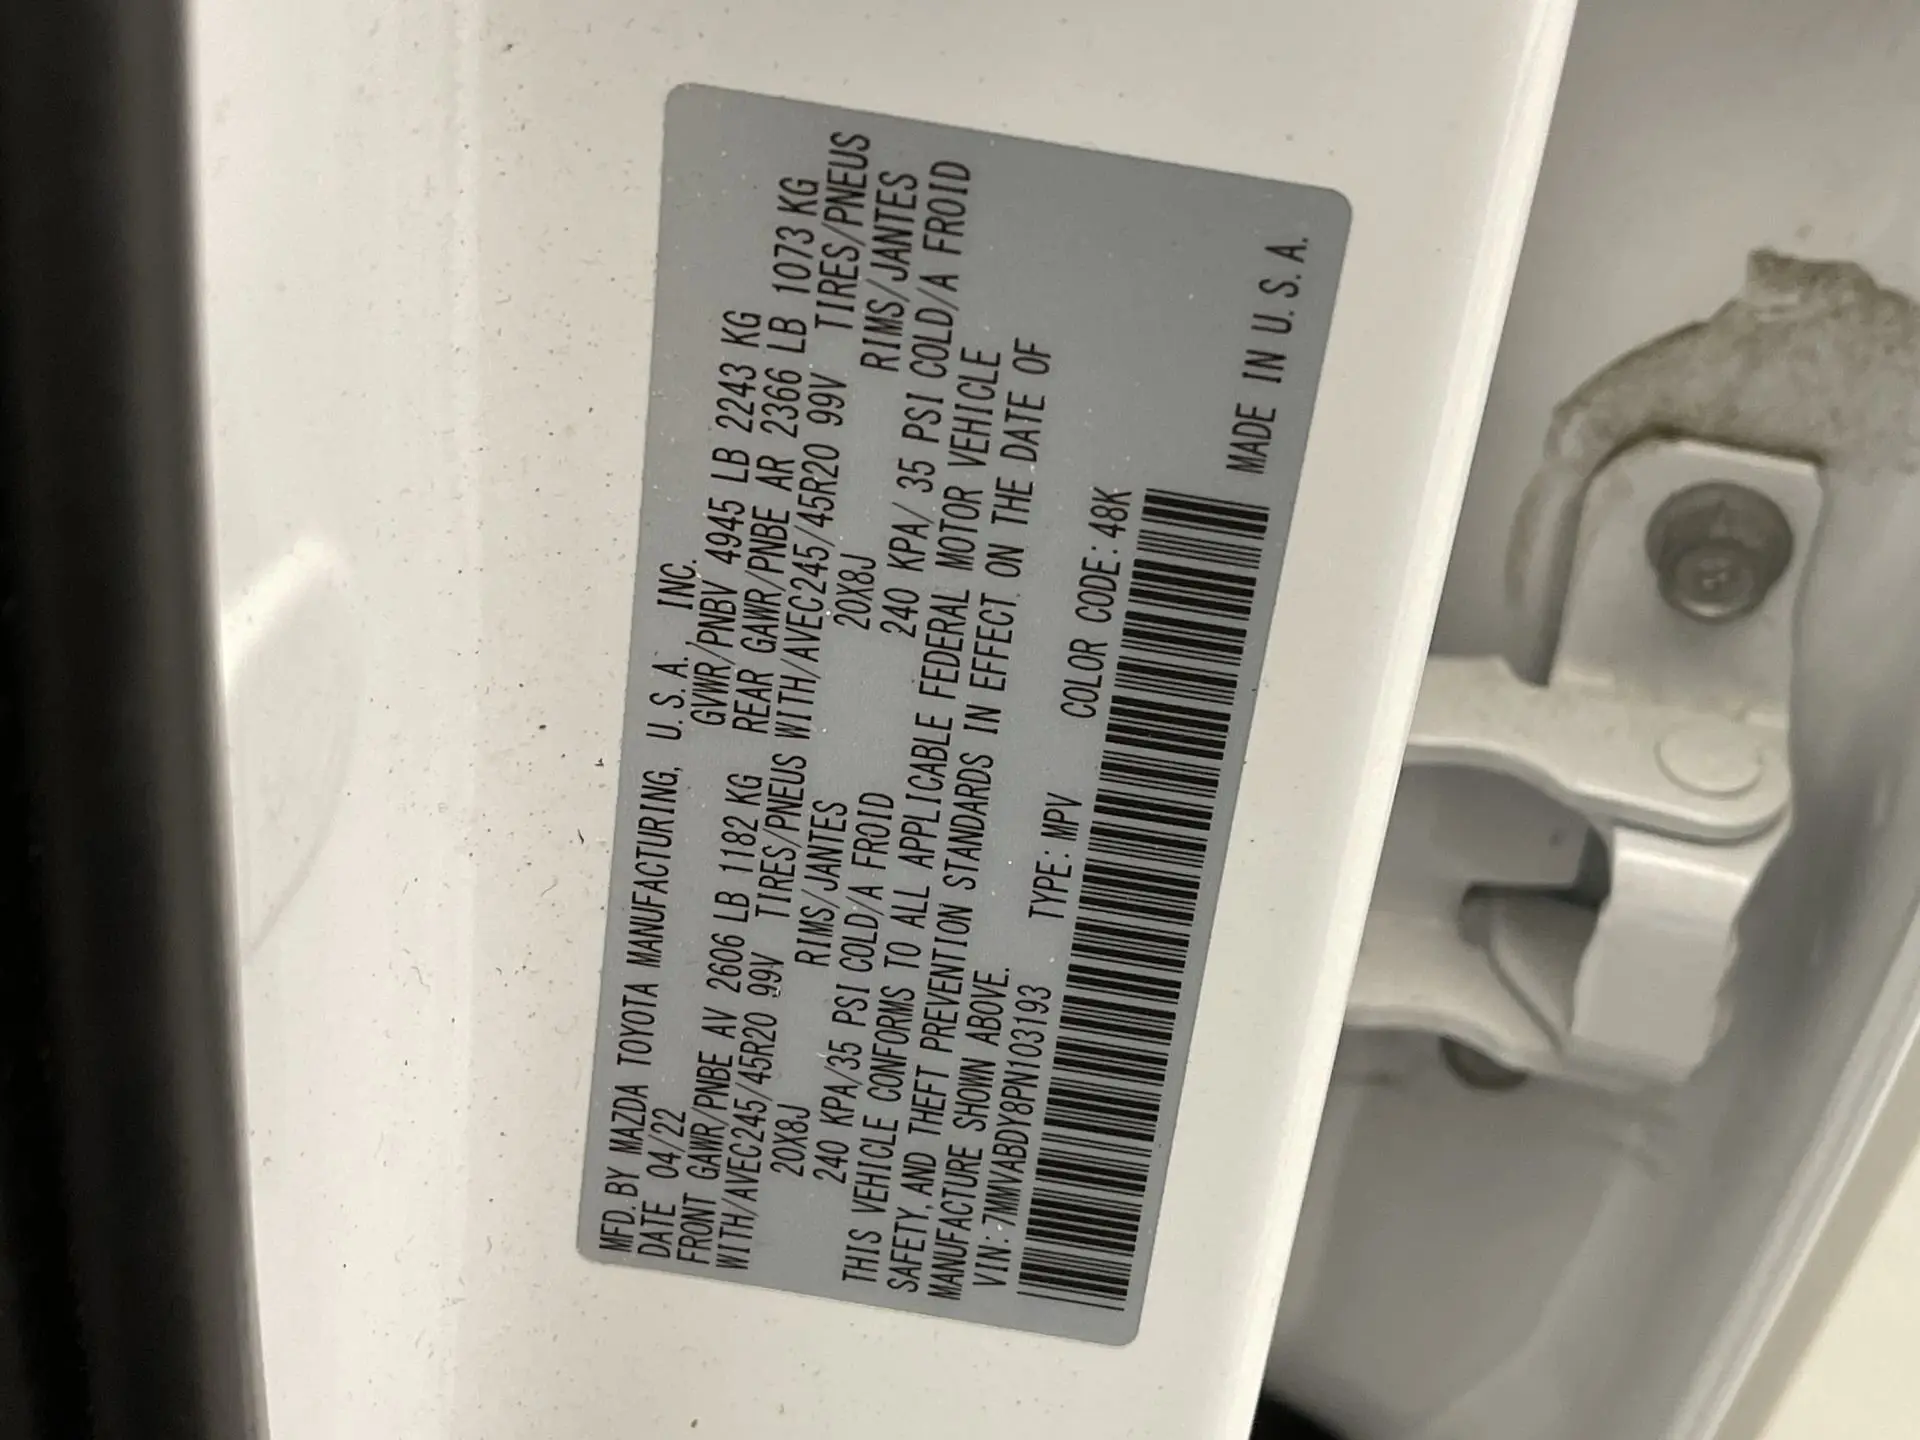 MFD. BY MAZDA TOYOTA MANUFACTURING, U. S. A. INC.
DATE 04/22 GVWR/PNBV 4945 LB 2243 KG
FRONT GAWR/PNBE AV 2606 LB 1182 KG REAR GAWR/PNBE AR 2366 LB 1073 KG
WITH/AVEC245/45R20 99V TIRES/PNEUS WITH/AVEC245/45R20 99V TIRES/PNEUS
20X8J RIMS/JANTES 20X8J RIMS/JANTES
240 KPA/35 PSI COLD/A FROID 240 KPA/ 35 PSI COLD/A FROID
THIS VEHICLE CONFORMS TO ALL APPLICABLE FEDERAL MOTOR VEHICLE
SAFETY, AND THEFT PREVENTION STANDARDS IN EFFECT ON THE DATE OF
MANUFACTURE SHOWN ABOVE.
VIN: 7MMVABDY8PN103193 TYPE: MPV COLOR CODE: 48K
MADE IN U. S. A.